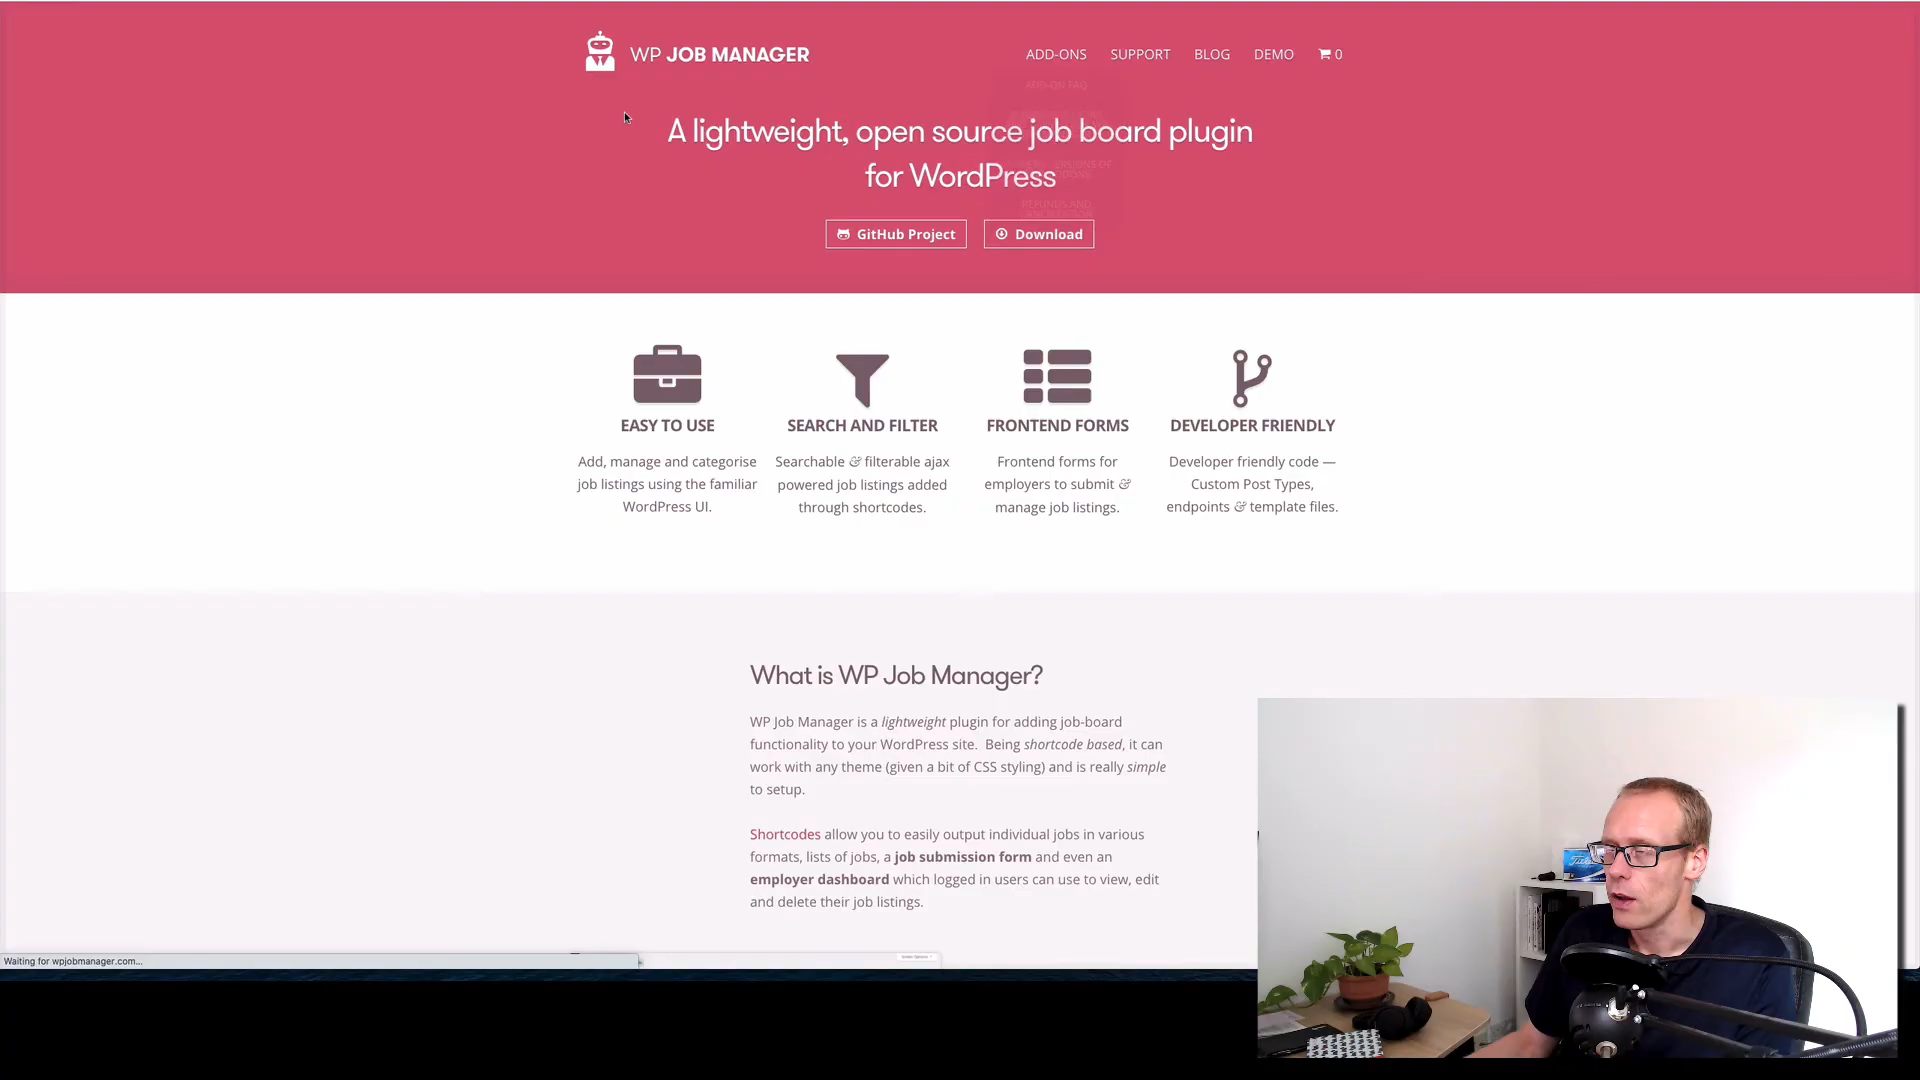 WP JOB MANAGER
ADD-ONS SUPPORT BLOG DEMO 0
ADD-ON FAQ
A lightweight, open source job board plugin
for WordPress
REFUNDS AND
GitHub Project
Download
EASY TO USE
Add, manage and categorise
job listings using the familiar
WordPress UI.
SEARCH AND FILTER
Searchable & filterable ajax
powered job listings added
through shortcodes.
FRONTEND FORMS
Frontend forms for
employers to submit &
manage job listings.
DEVELOPER FRIENDLY
Developer friendly code —
Custom Post Types,
endpoints & template files.
What is WP Job Manager?
WP Job Manager is a lightweight plugin for adding job-board
functionality to your WordPress site. Being shortcode based, it can
work with any theme (given a bit of CSS styling) and is really simple
to setup.
Shortcodes allow you to easily output individual jobs in various
formats, lists of jobs, a job submission form and even an
employer dashboard which logged in users can use to view, edit
and delete their job listings.
Waiting for wpjobmanager.com...